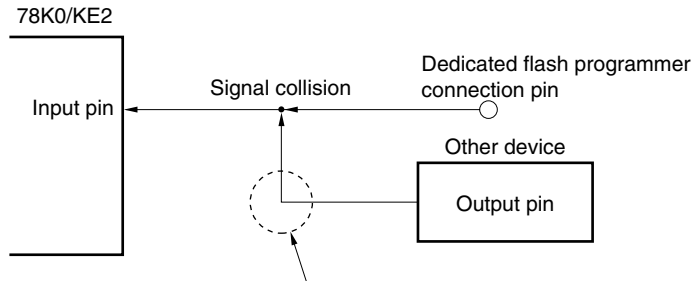 78K0/KE2
Dedicated flash programmer
connection pin
Signal collision
Input pin
Other device
Output pin